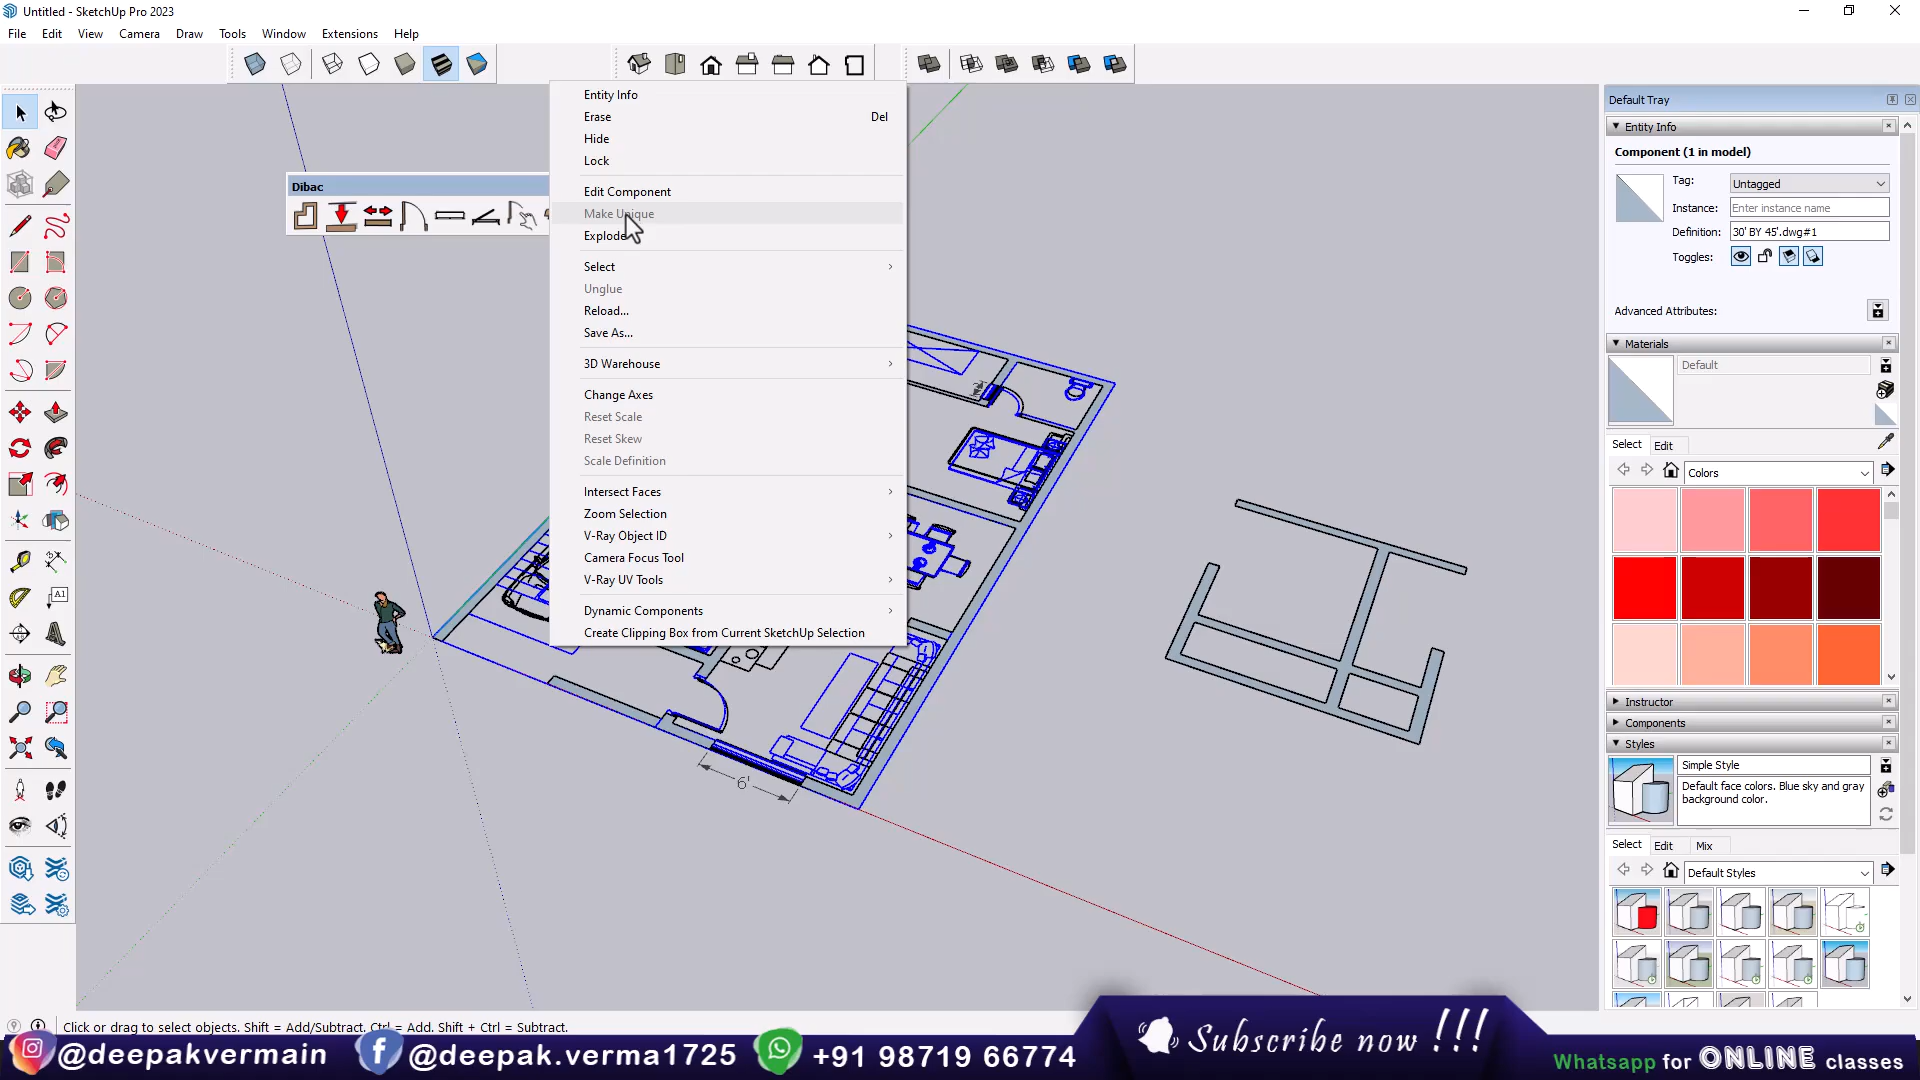 Untitled - SketchUp Pro 2023
File Edit View Camera Draw Tools Window Extensions Help
Entity Info
Erase Del
Hide
Lock
Edit Component
Make Unique
Explode
Select
Unglue
Reload...
Save As...
3D Warehouse
Change Axes
Reset Scale
Reset Skew
Scale Definition
Intersect Faces
Zoom Selection
V-Ray Object ID
Camera Focus Tool
V-Ray UV Tools
Dynamic Components
Create Clipping Box from Current SketchUp Selection
Dibac
A1
6'
Default Tray
Entity Info
Component (1 in model)
Tag: Untagged
Instance: Enter instance name
Definition: 30' BY 45'.dwg#1
Toggles:
Advanced Attributes:
Materials
Default
Select Edit
Colors
Instructor
Components
Styles
Simple Style
Default face colors. Blue sky and gray
background color.
Select Edit Mix
Default Styles
Click or drag to select objects. Shift = Add/Subtract. Ctrl = Add. Shift + Ctrl = Subtract.
@deepakvermain @deepak.verma1725 +91 98719 66774
Subscribe now !!!
Whatsapp for ONLINE classes